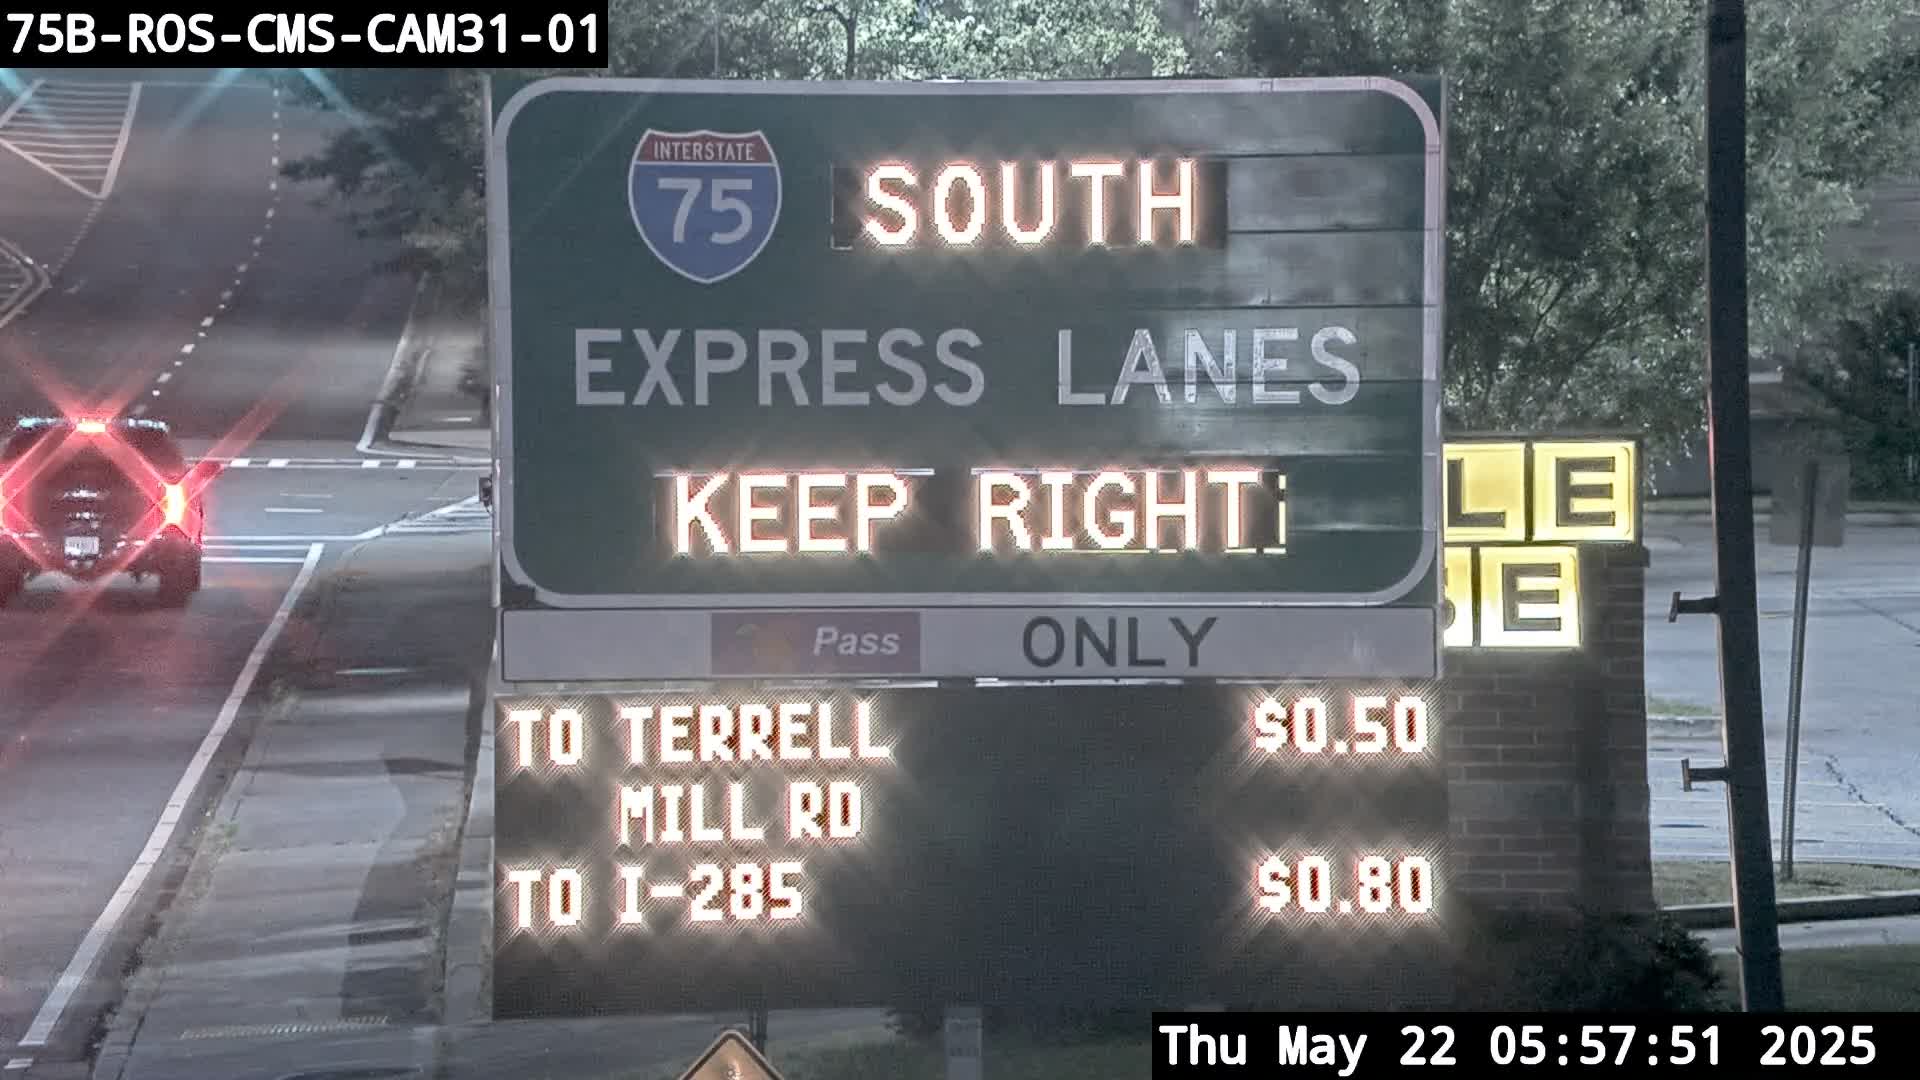 75B-ROS-CMS-CAM31-01
INTERSTATE
75
SOUTH
EXPRESS LANES
KEEP RIGHT
Pass ONLY
TO TERRELL $0.50
MILL RD
TO I-285 $0.80
LE
E
Thu May 22 05:57:51 2025